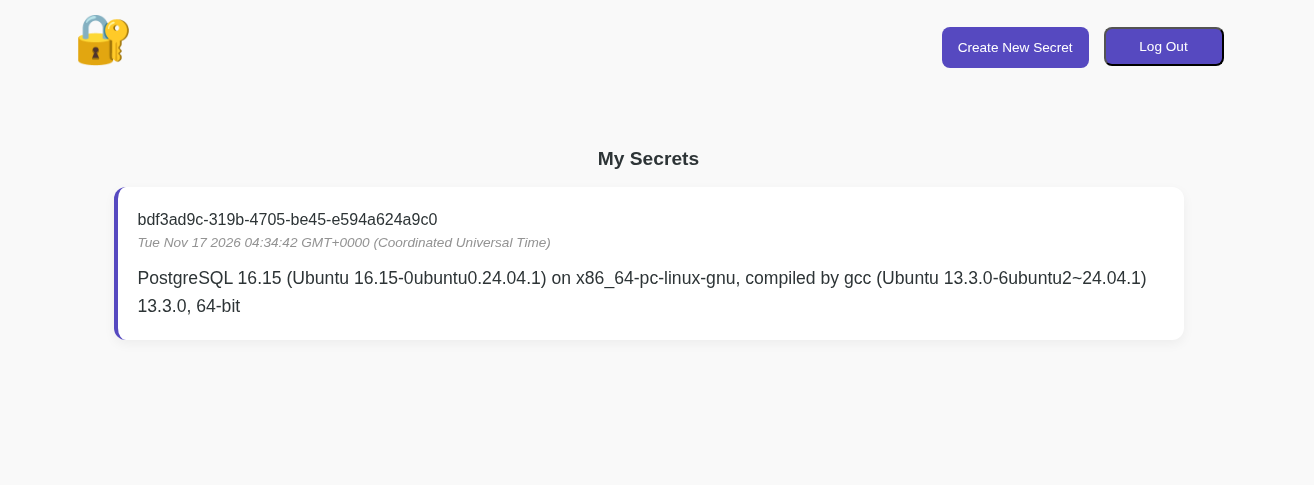 Create New Secret
Log Out
My Secrets
bdf3ad9c-319b-4705-be45-e594a624a9c0
Tue Nov 17 2026 04:34:42 GMT+0000 (Coordinated Universal Time)
PostgreSQL 16.15 (Ubuntu 16.15-0ubuntu0.24.04.1) on x86_64-pc-linux-gnu, compiled by gcc (Ubuntu 13.3.0-6ubuntu2~24.04.1)
13.3.0, 64-bit